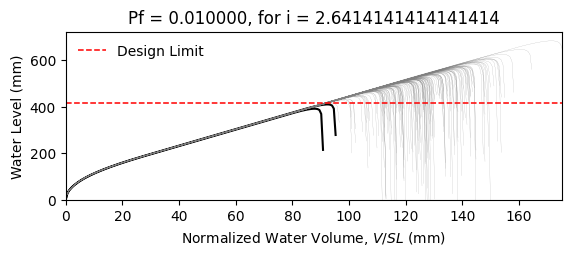 Pf = 0.010000, for i = 2.6414141414141414
Design Limit
Water Level (mm)
600
400
200
0
0 20 40 60 80 100 120 140 160
Normalized Water Volume, V/SL (mm)